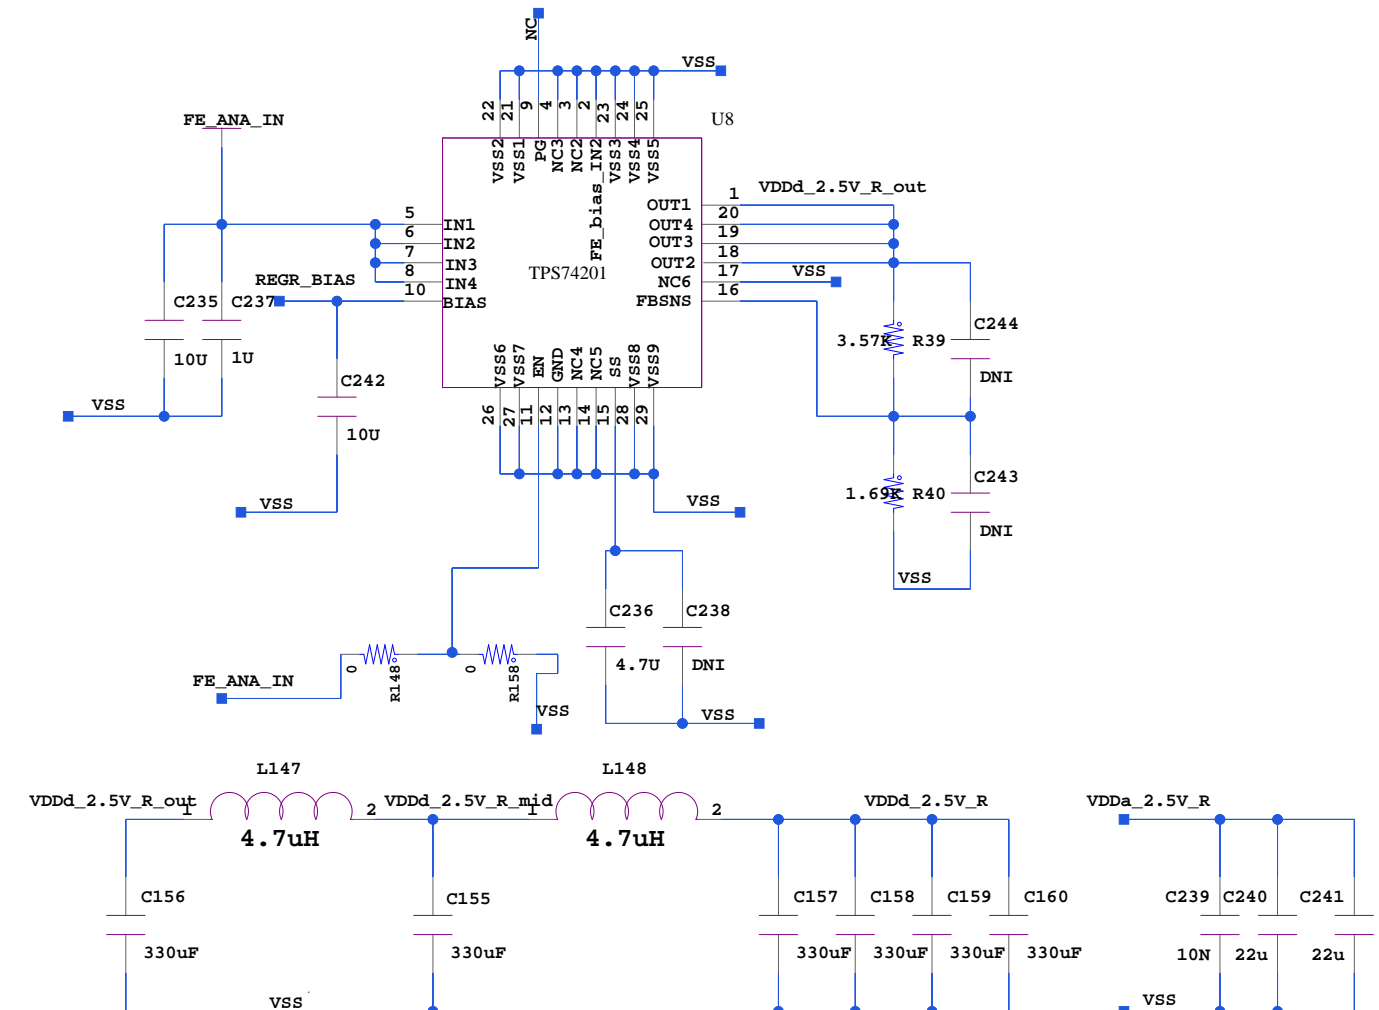 NC
VSS
22 21 9 4 3 2 23 24 25
U8
FE_ANA_IN
VSS2 VSS1 PG NC3 NC2 FE_bias_IN2 VSS3 VSS4 VSS5
1 VDDd_2.5V_R_out
5 IN1 OUT1 20
6 IN2 OUT4 19
7 IN3 OUT3 18
8 IN4 OUT2 17 VSS
REGR_BIAS 10 BIAS TPS74201 NC6 16
FBSNS
C235 C237
10U 1U
C244
3.57K R39
DNI
VSS6 VSS7 EN GND NC4 NC5 SS VSS8 VSS9
C242
VSS
10U
26 27 11 12 13 14 15 28 29
C243
1.69K R40
VSS
VSS
DNI
VSS
C236 C238
4.7U DNI
0 R148 0 R158
FE_ANA_IN
VSS
VSS
L147 L148
VDDd_2.5V_R_out 1 2 VDDd_2.5V_R_mid 1 2 VDDd_2.5V_R VDDa_2.5V_R
4.7uH 4.7uH
C156 C155 C157 C158 C159 C160 C239 C240 C241
330uF 330uF 330uF 330uF 330uF 330uF 10N 22u 22u
VSS VSS